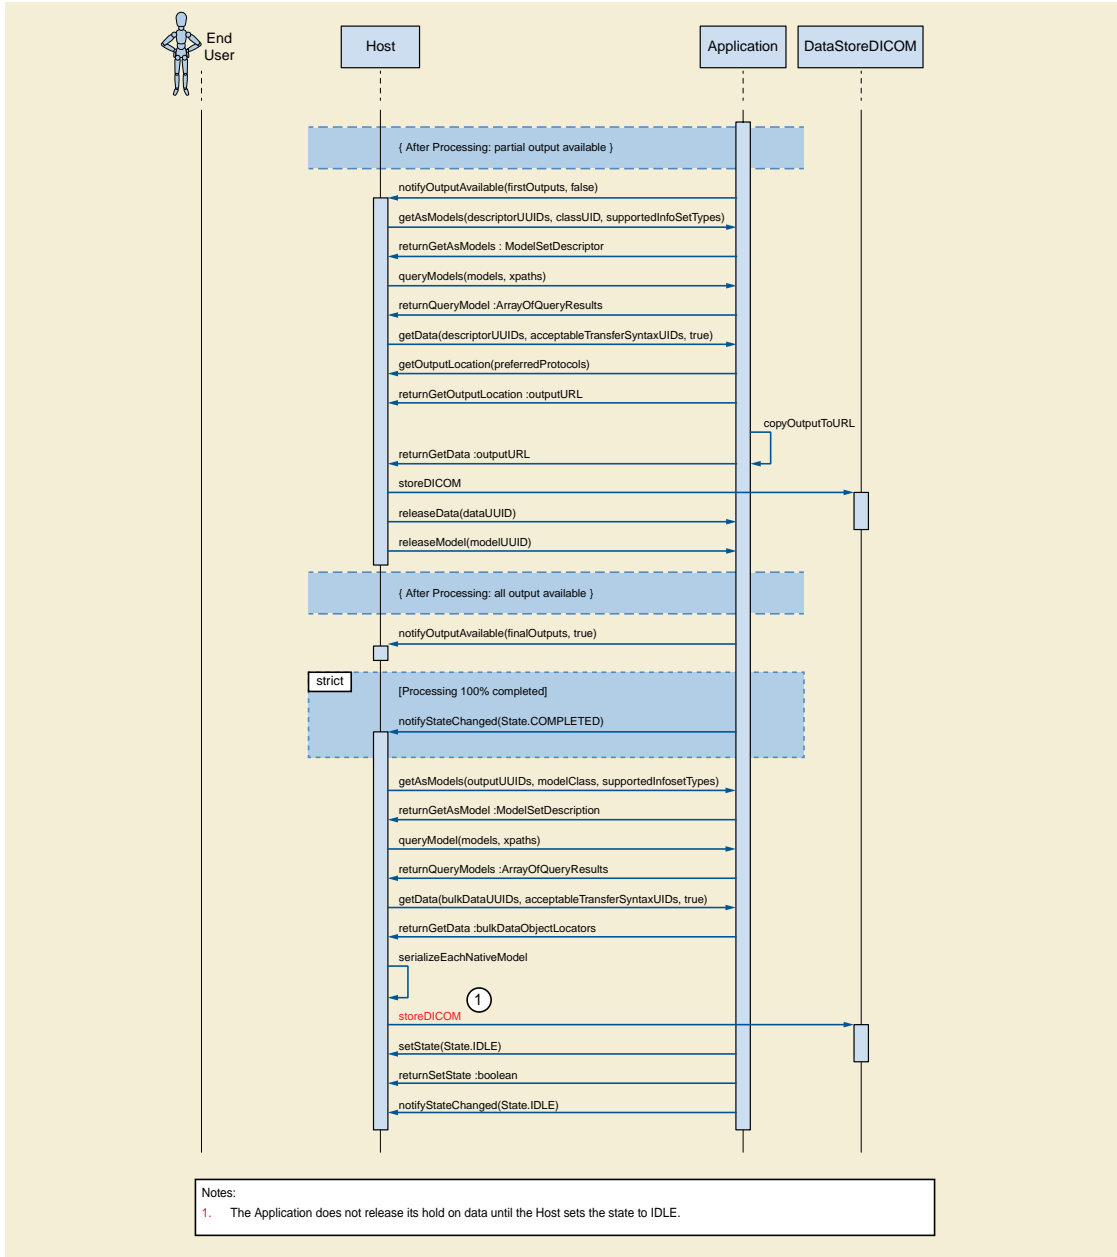 End
User
Host
Application
DataStoreDICOM
{ After Processing: partial output available }
notifyOutputAvailable(firstOutputs, false)
getAsModels(descriptorUUIDs, classUID, supportedInfoSetTypes)
returnGetAsModels : ModelSetDescriptor
queryModels(models, xpaths)
returnQueryModel :ArrayOfQueryResults
getData(descriptorUUIDs, acceptableTransferSyntaxUIDs, true)
getOutputLocation(preferredProtocols)
returnGetOutputLocation :outputURL
copyOutputToURL
returnGetData :outputURL
storeDICOM
releaseData(dataUUID)
releaseModel(modelUUID)
{ After Processing: all output available }
notifyOutputAvailable(finalOutputs, true)
strict
[Processing 100% completed]
notifyStateChanged(State.COMPLETED)
getAsModels(outputUUIDs, modelClass, supportedInfosetTypes)
returnGetAsModel :ModelSetDescription
queryModel(models, xpaths)
returnQueryModels :ArrayOfQueryResults
getData(bulkDataUUIDs, acceptableTransferSyntaxUIDs, true)
returnGetData :bulkDataObjectLocators
serializeEachNativeModel
1
storeDICOM
setState(State.IDLE)
returnSetState :boolean
notifyStateChanged(State.IDLE)
Notes:
1. The Application does not release its hold on data until the Host sets the state to IDLE.